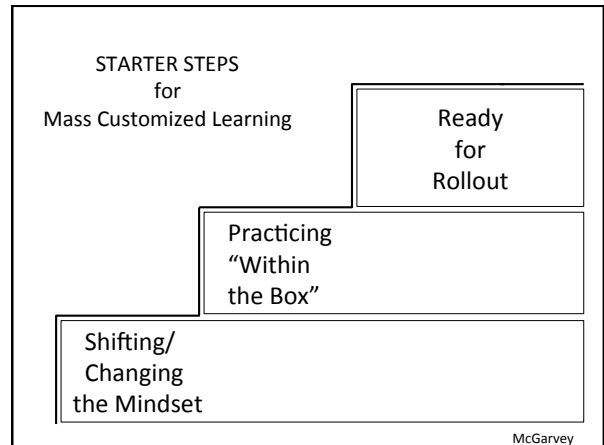 STARTER STEPS
for
Mass Customized Learning
Ready
for
Rollout
Practicing
“Within
the Box”
Shifting/
Changing
the Mindset
McGarvey